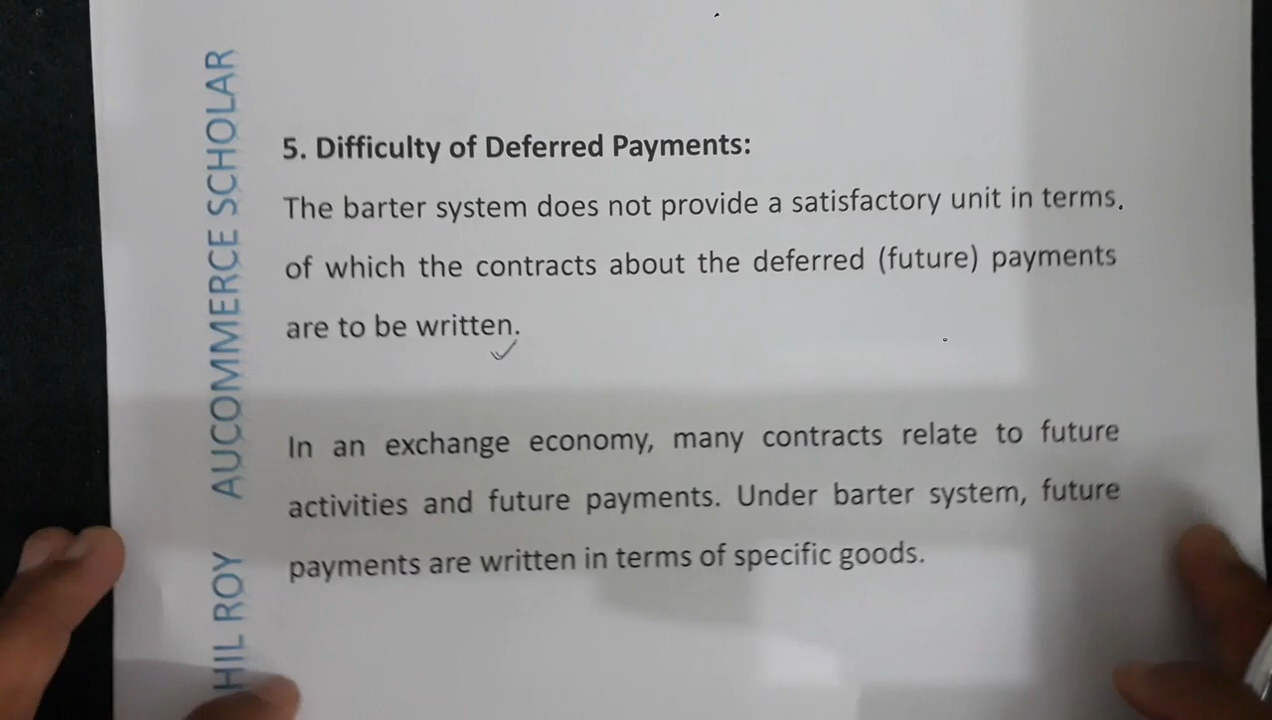 5. Difficulty of Deferred Payments:
The barter system does not provide a satisfactory unit in terms
of which the contracts about the deferred (future) payments
are to be written.
In an exchange economy, many contracts relate to future
activities and future payments. Under barter system, future
payments are written in terms of specific goods.
HIL ROY AUCOMMERCE SCHOLAR